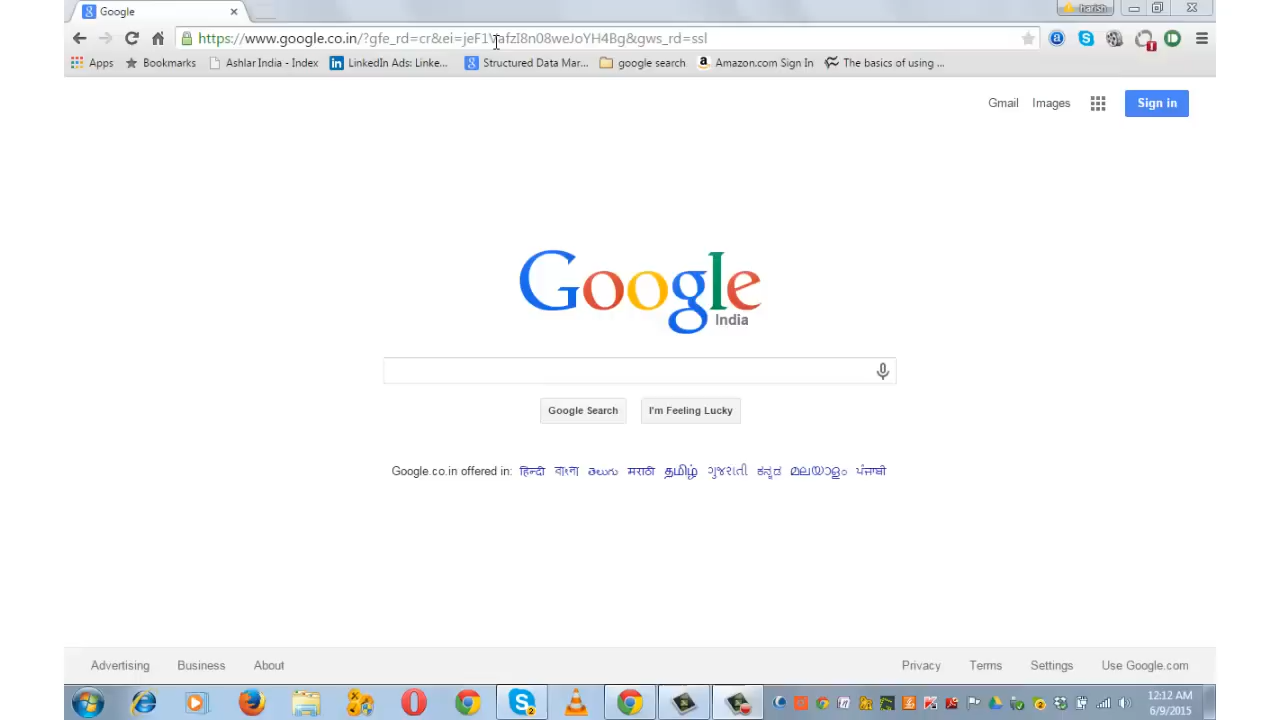 Google
harish
https://www.google.co.in/?gfe_rd=cr&ei=jeF1VafzI8n08weJoYH4Bg&gws_rd=ssl
Apps Bookmarks Ashlar India - Index LinkedIn Ads: Linke... Structured Data Mar... google search Amazon.com Sign In The basics of using ...
Gmail Images Sign in
Google
India
Google Search I'm Feeling Lucky
Google.co.in offered in: हिन्दी বাংলা తెలుగు मराठी தமிழ் ગુજરાતી ಕನ್ನಡ മലയാളം ਪੰਜਾਬੀ
Advertising Business About Privacy Terms Settings Use Google.com
12:12 AM
6/9/2015